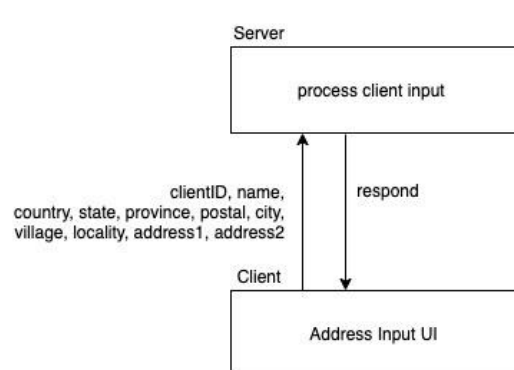 Server
process client input
clientID, name,
country, state, province, postal, city,
village, locality, address1, address2
respond
Client
Address Input UI